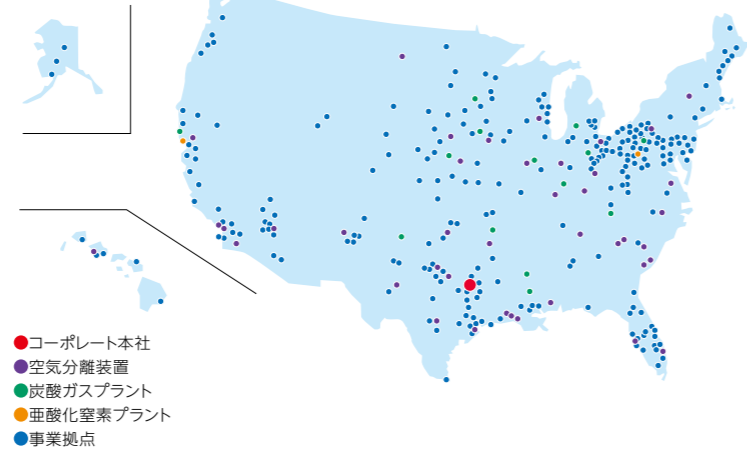 コーポレート本社
空気分離装置
炭酸ガスプラント
亜酸化窒素プラント
事業拠点